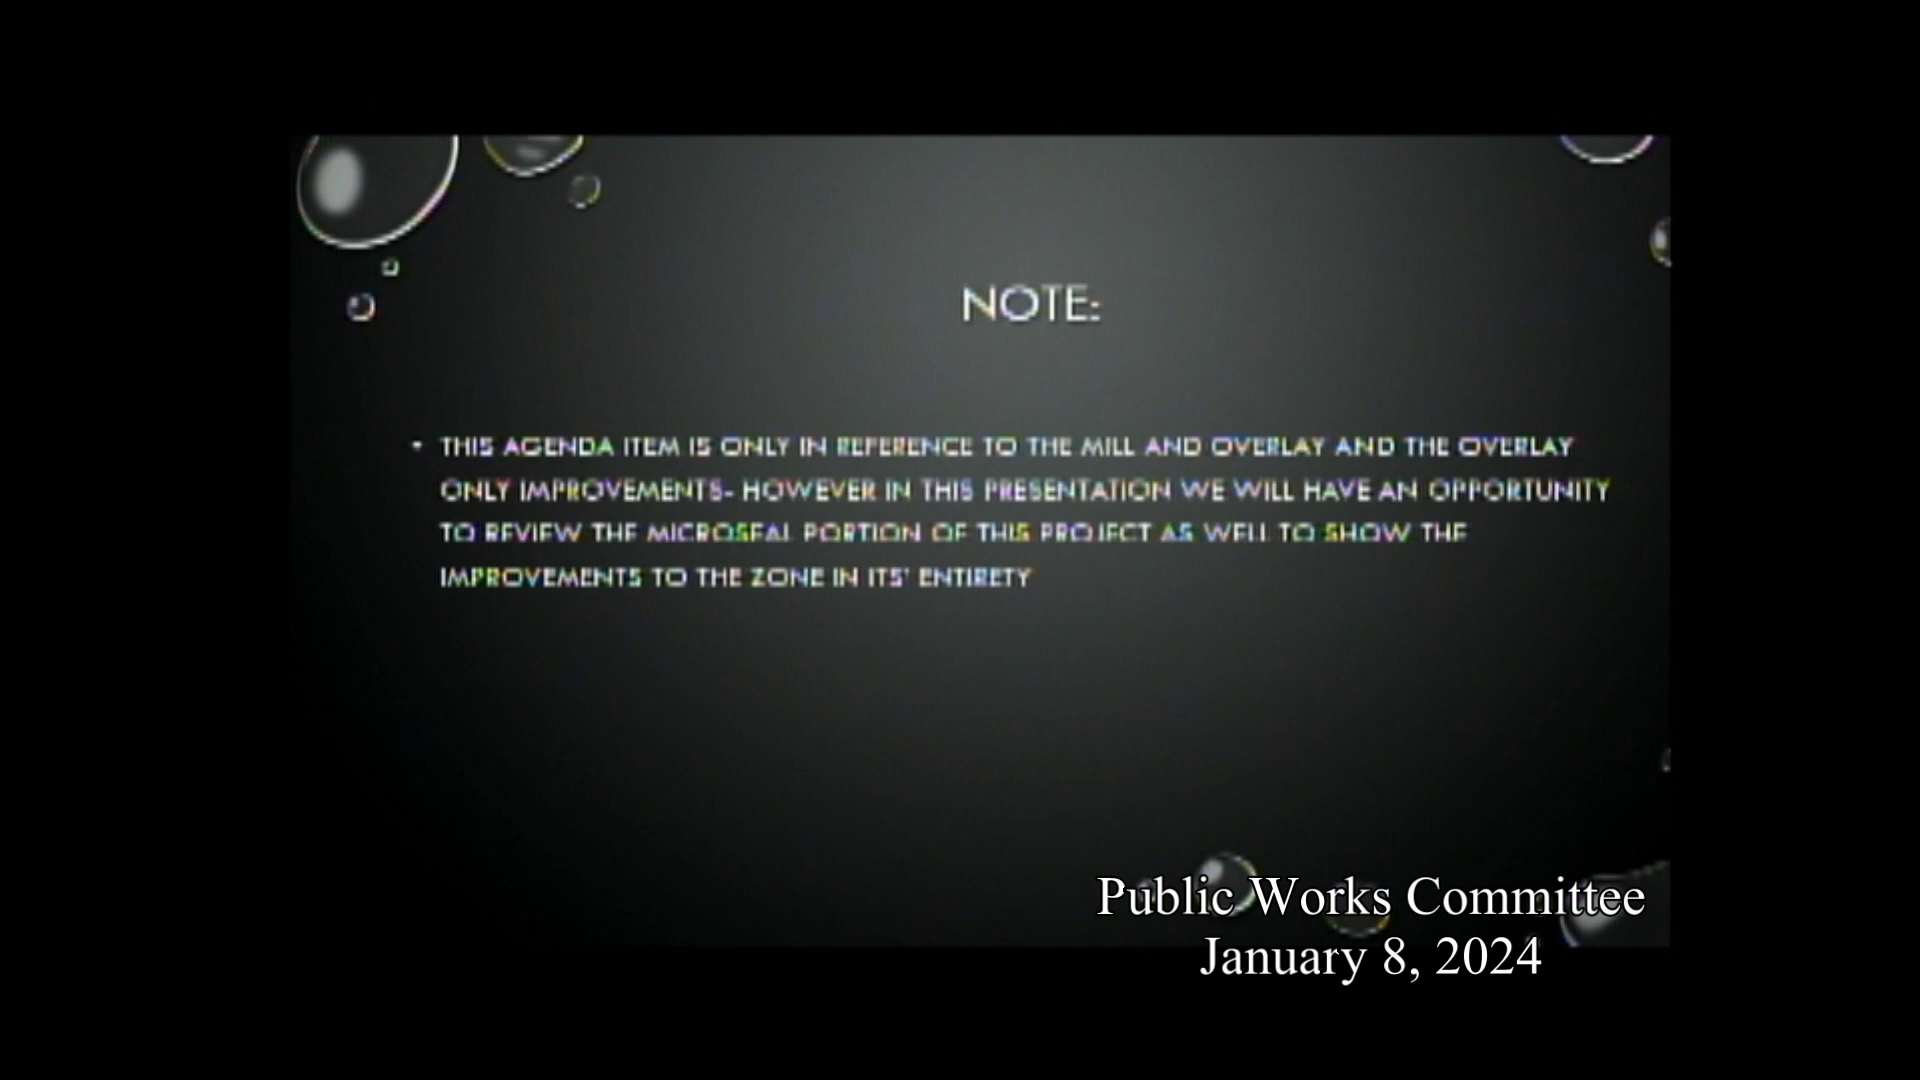 NOTE:
• THIS AGENDA ITEM IS ONLY IN REFERENCE TO THE MILL AND OVERLAY AND THE OVERLAY
ONLY IMPROVEMENTS- HOWEVER IN THIS PRESENTATION WE WILL HAVE AN OPPORTUNITY
TO REVIEW THE MICROSEAL PORTION OF THIS PROJECT AS WELL TO SHOW THE
IMPROVEMENTS TO THE ZONE IN ITS' ENTIRETY
Public Works Committee
January 8, 2024